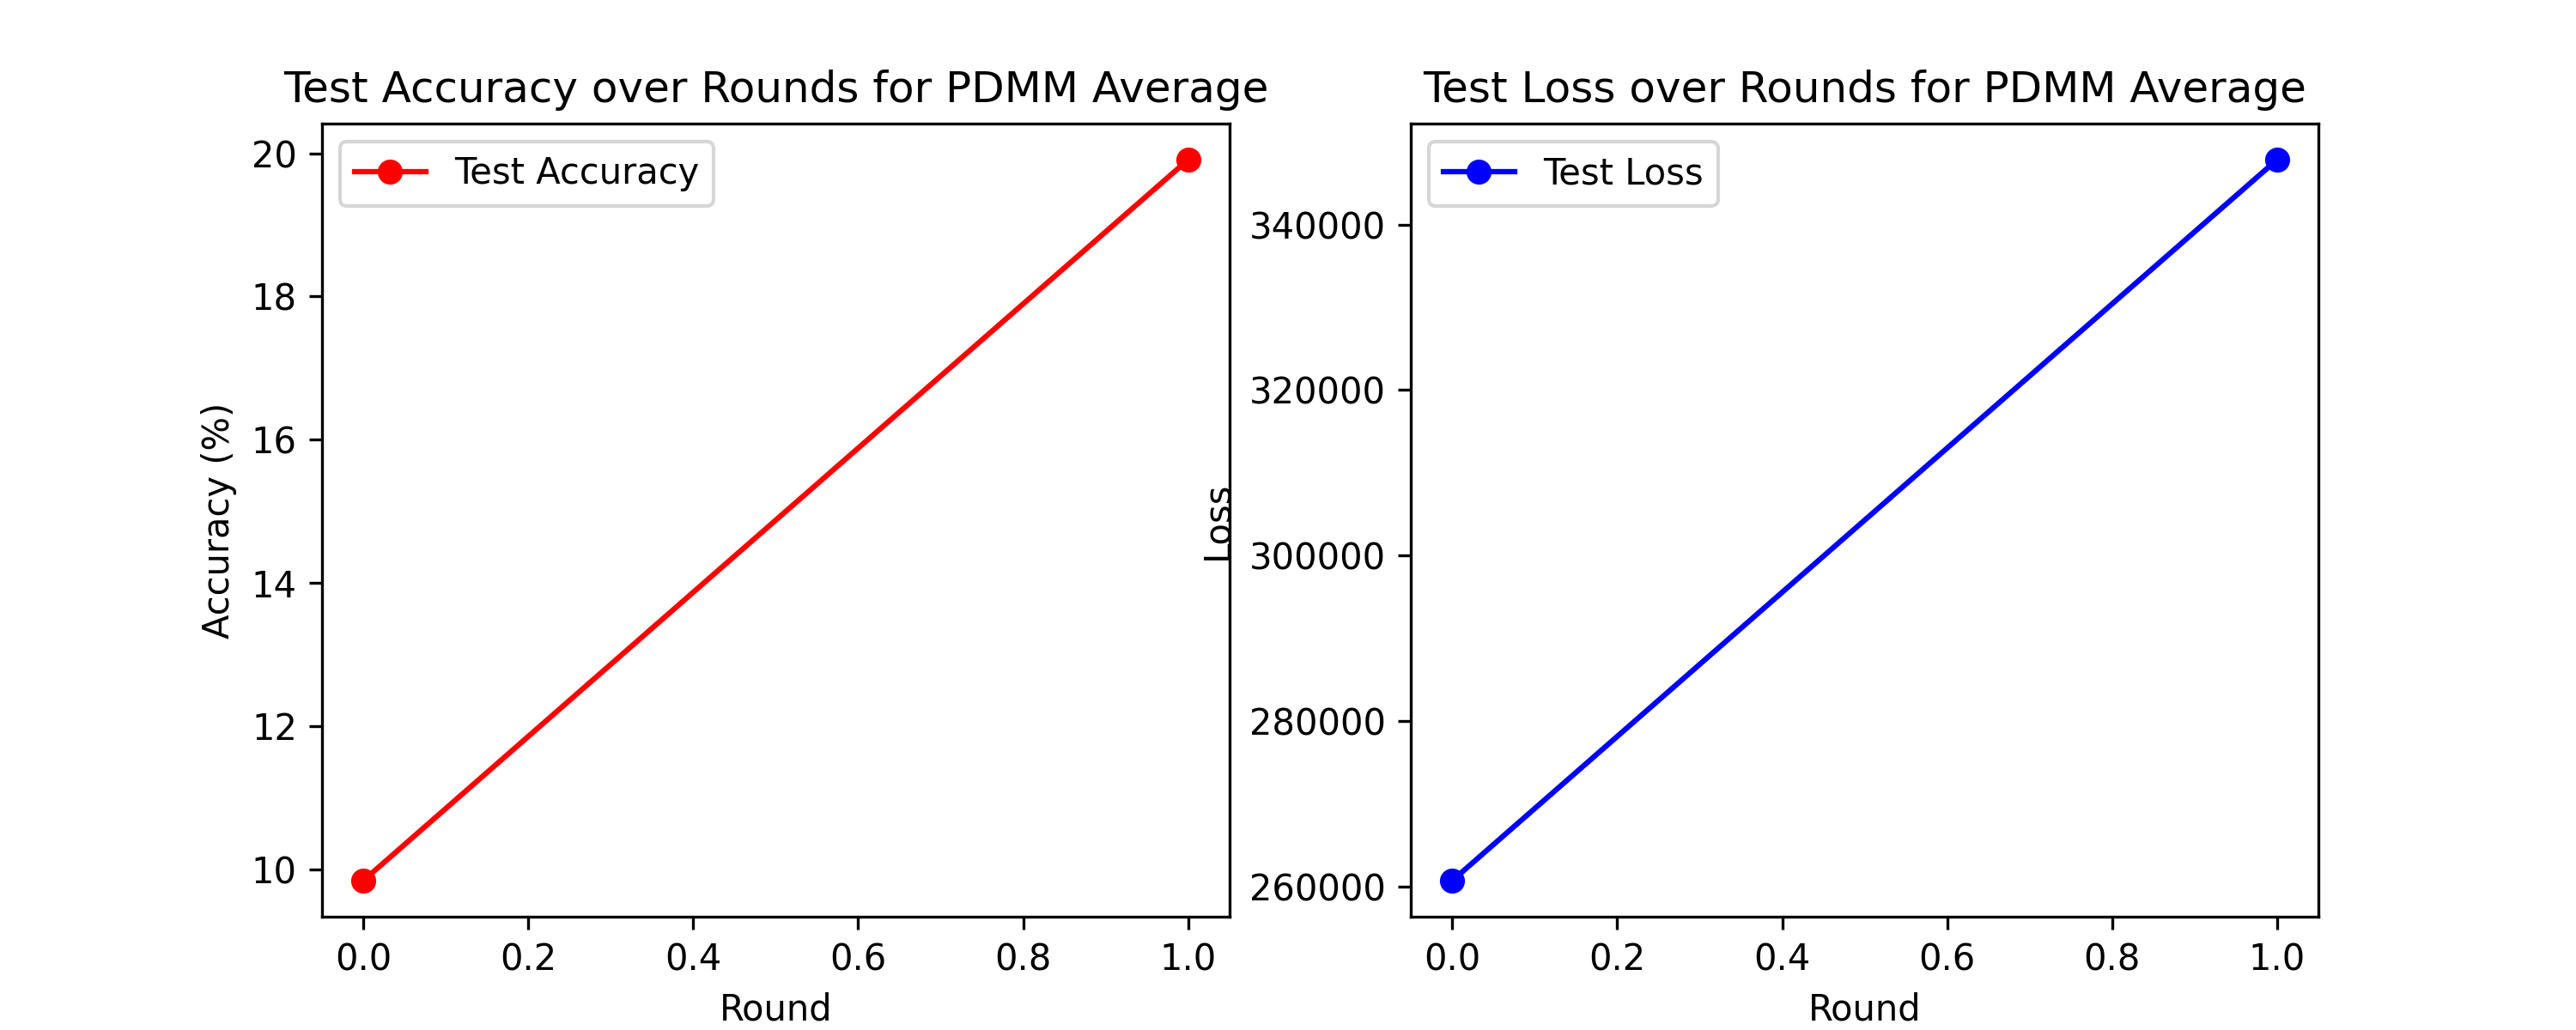 Test Accuracy over Rounds for PDMM Average
Test Accuracy
20
18
16
14
12
10
Accuracy (%)
0.0 0.2 0.4 0.6 0.8 1.0
Round
Test Loss over Rounds for PDMM Average
Test Loss
340000
320000
300000
280000
260000
Loss
0.0 0.2 0.4 0.6 0.8 1.0
Round